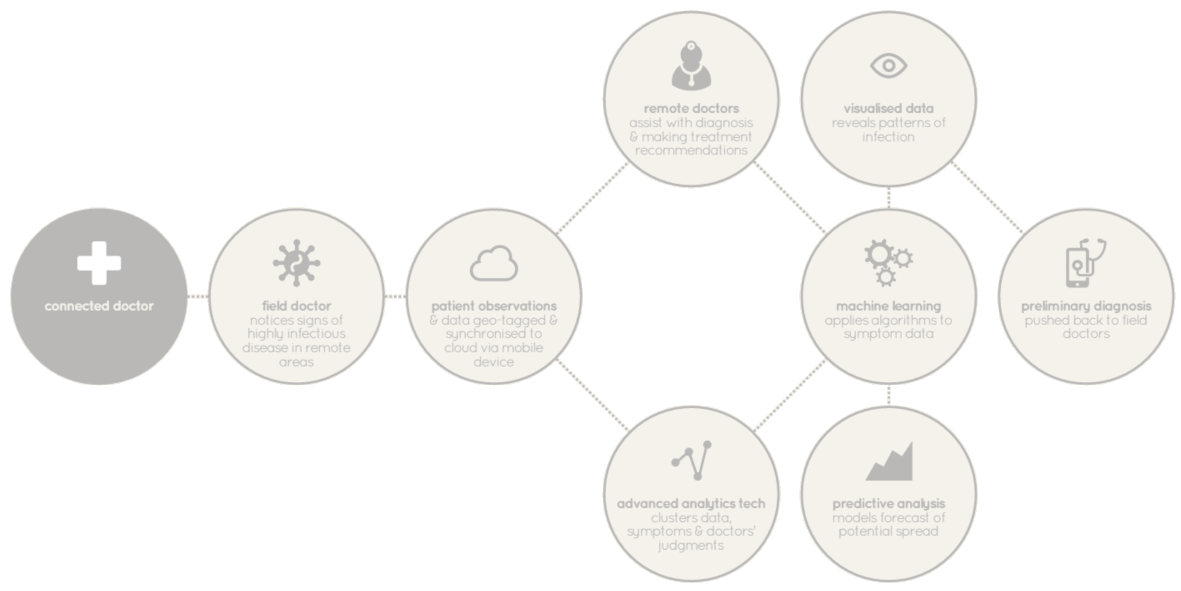 connected doctor
field doctor
notices signs of
highly infectious
disease in remote
areas
patient observations
& data geo-tagged &
synchronised to
cloud via mobile
device
remote doctors
assist with diagnosis
& making treatment
recommendations
advanced analytics tech
clusters data,
symptoms & doctors'
judgments
visualised data
reveals patterns of
infection
machine learning
applies algorithms to
symptom data
predictive analysis
models forecast of
potential spread
preliminary diagnosis
pushed back to field
doctors